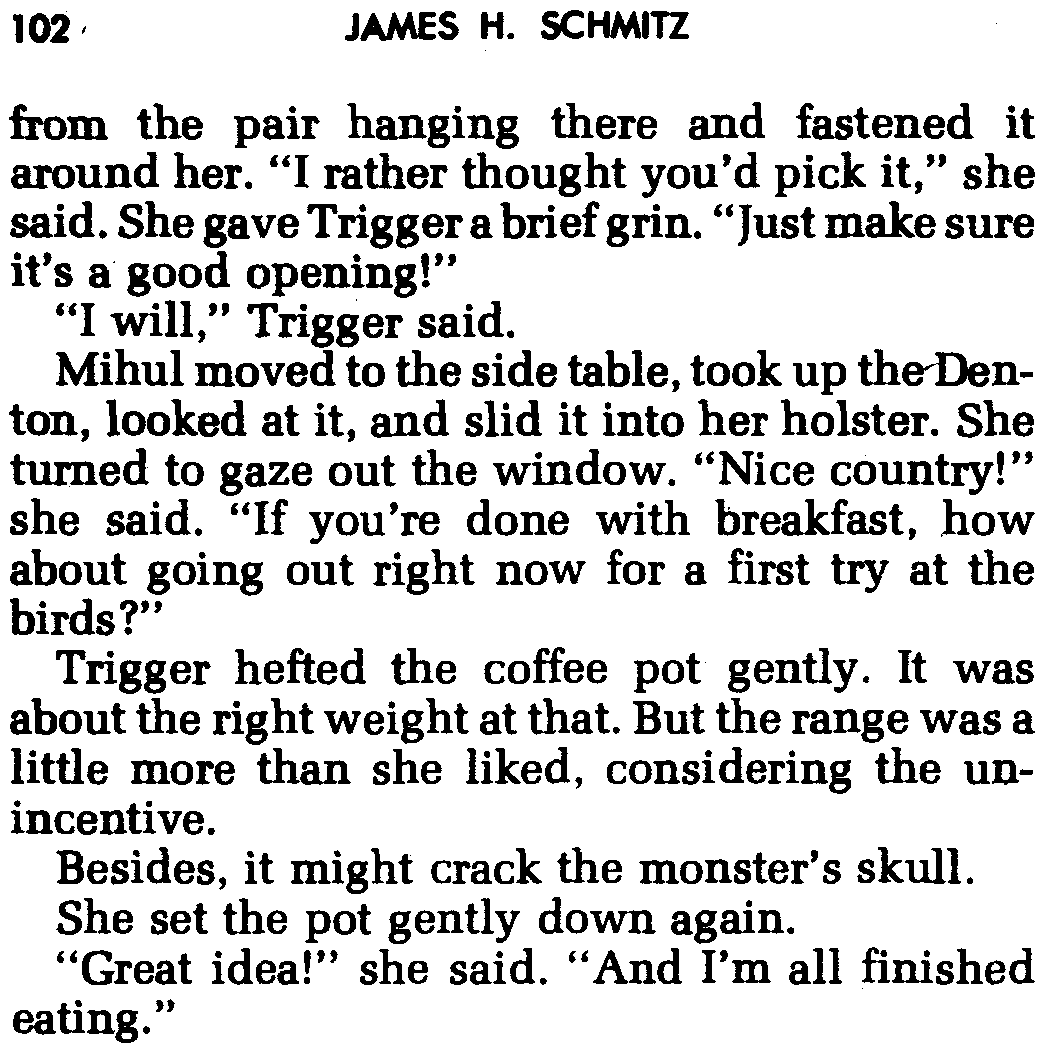 102 JAMES H. SCHMITZ
from the pair hanging there and fastened it
around her. “I rather thought you’d pick it,” she
said. She gave Trigger a brief grin. “Just make sure
it’s a good opening!”
“I will,” Trigger said.
Mihul moved to the side table, took up the Den-
ton, looked at it, and slid it into her holster. She
turned to gaze out the window. “Nice country!”
she said. “If you’re done with breakfast, how
about going out right now for a first try at the
birds?”
Trigger hefted the coffee pot gently. It was
about the right weight at that. But the range was a
little more than she liked, considering the un-
incentive.
Besides, it might crack the monster’s skull.
She set the pot gently down again.
“Great idea!” she said. “And I’m all finished
eating.”